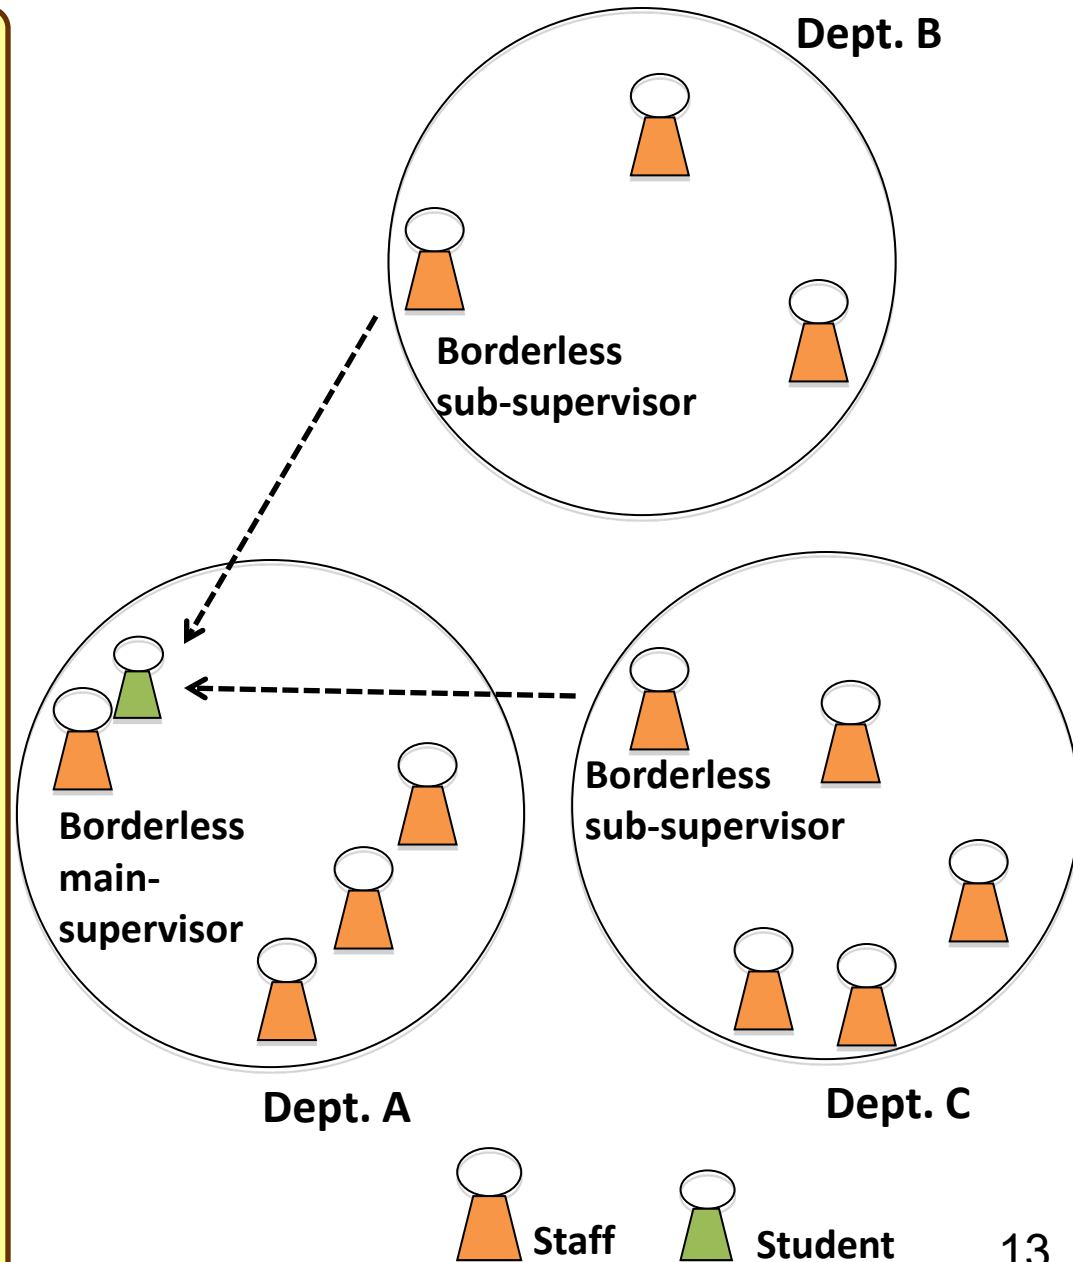 Dept. B
Borderless
sub-supervisor
Borderless
main-
supervisor
Borderless
sub-supervisor
Dept. A
Dept. C
Staff
Student
13